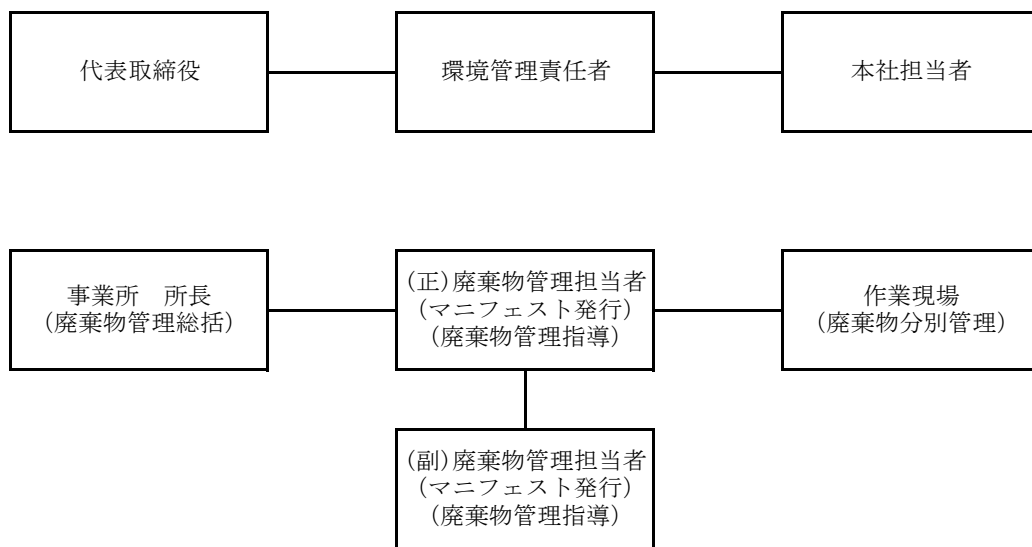 代表取締役
環境管理責任者
本社担当者
事業所　所長
(廃棄物管理総括)
(正)廃棄物管理担当者
(マニフェスト発行)
(廃棄物管理指導)
作業現場
(廃棄物分別管理)
(副)廃棄物管理担当者
(マニフェスト発行)
(廃棄物管理指導)